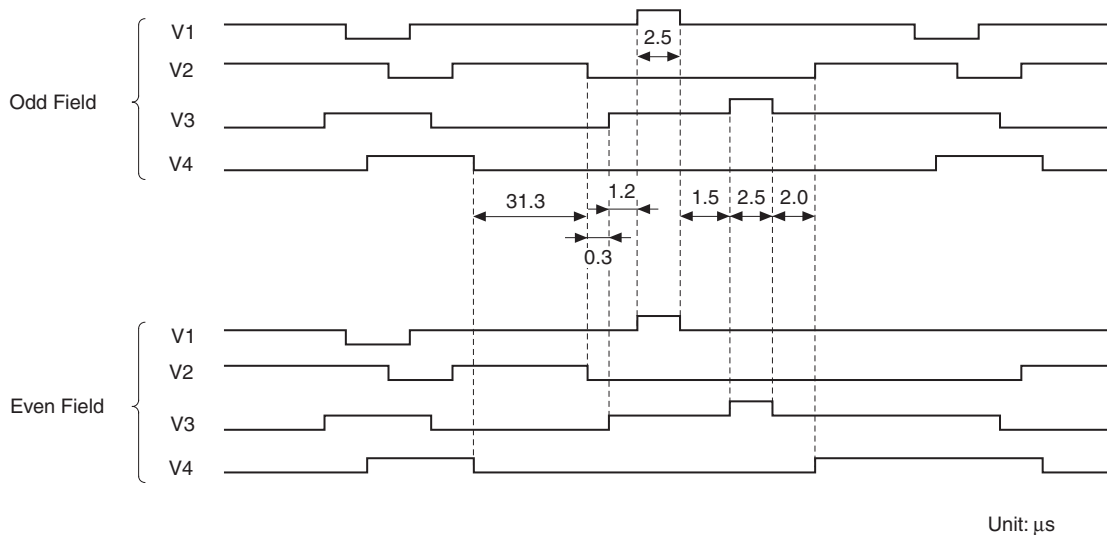 V1
2.5
V2
Odd Field
V3
V4
1.2
31.3
1.5
2.5
2.0
0.3
V1
V2
Even Field
V3
V4
Unit: μs